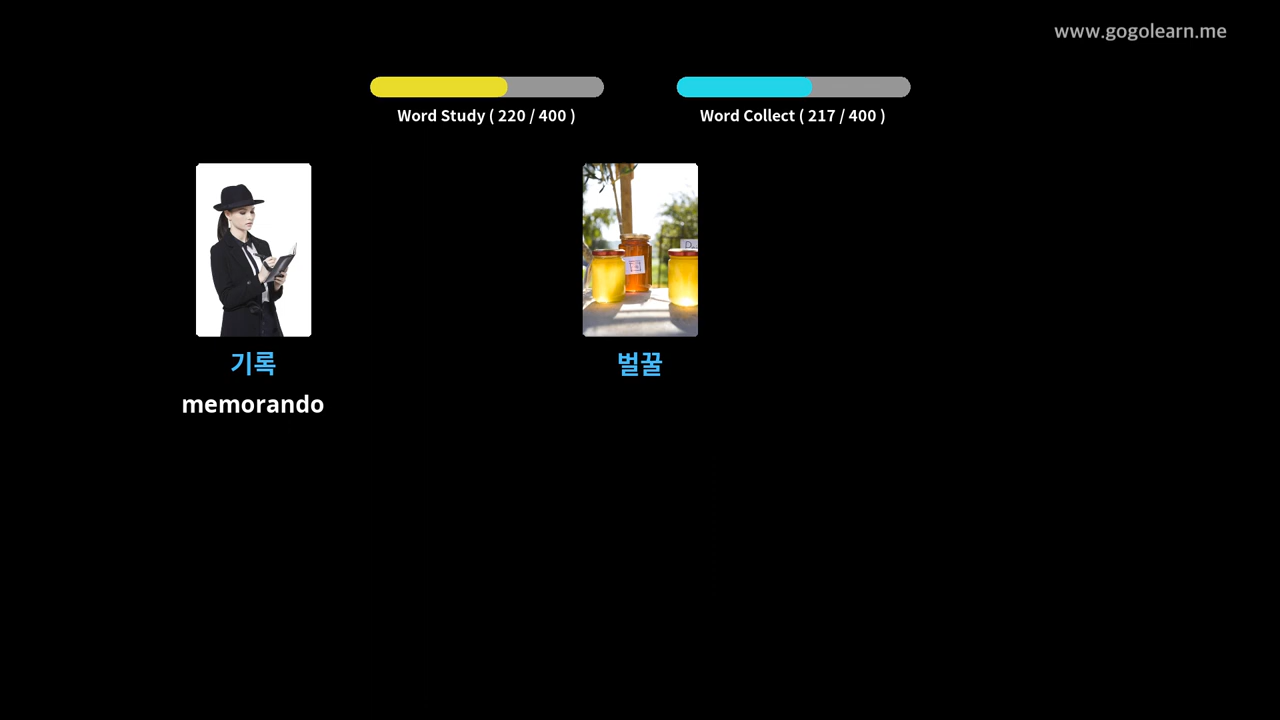 www.gogolearn.me
Word Study ( 220 / 400 )
Word Collect ( 217 / 400 )
기록
memorando
벌꿀